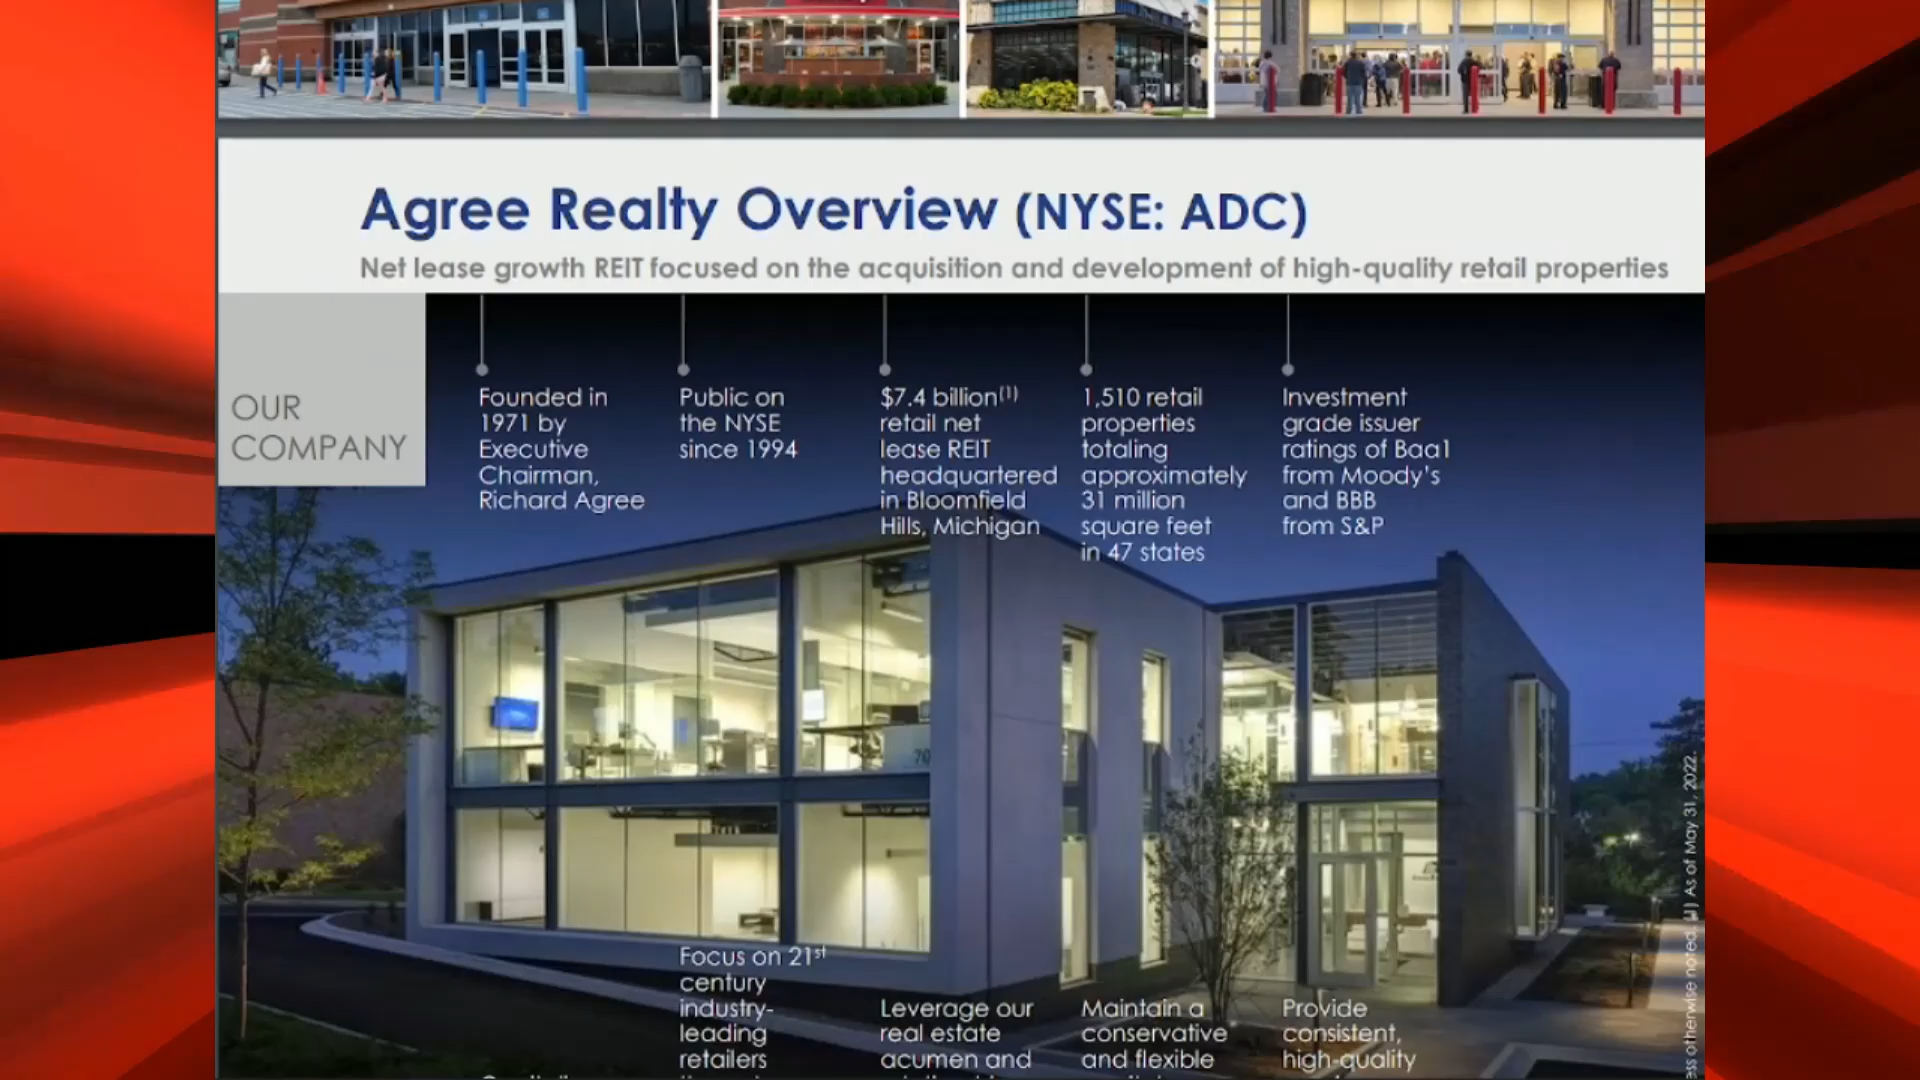 Agree Realty Overview (NYSE: ADC)
Net lease growth REIT focused on the acquisition and development of high-quality retail properties
OUR
COMPANY
Founded in
1971 by
Executive
Chairman,
Richard Agree
Public on
the NYSE
since 1994
$7.4 billion(1)
retail net
lease REIT
headquartered
in Bloomfield
Hills, Michigan
1,510 retail
properties
totaling
approximately
31 million
square feet
in 47 states
Investment
grade issuer
ratings of Baa1
from Moody's
and BBB
from S&P
70
Focus on 21st
century
industry-
leading
retailers
Leverage our
real estate
acumen and
Maintain a
conservative
and flexible
Provide
consistent,
high-quality
otherwise noted. (1) As of May 31, 2022.